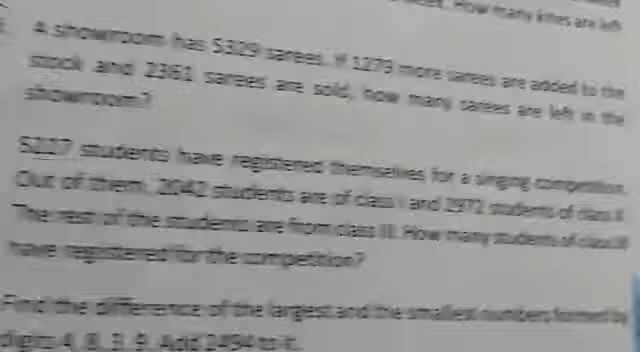 How many kites are left
A showroom has 5329 sarees. If 1279 more sarees are added to the
stock and 2361 sarees are sold, how many sarees are left in the
showroom?
students have registered themselves for a singing competition.
Out of them, 2042 students are of class I and 2972 students of class II.
The rest of the students are from class III. How many students of class III
have registered for the competition?
Find the difference of the largest and the smallest numbers formed by
digits 4, 8, 3, 9. Add 2494 to it.